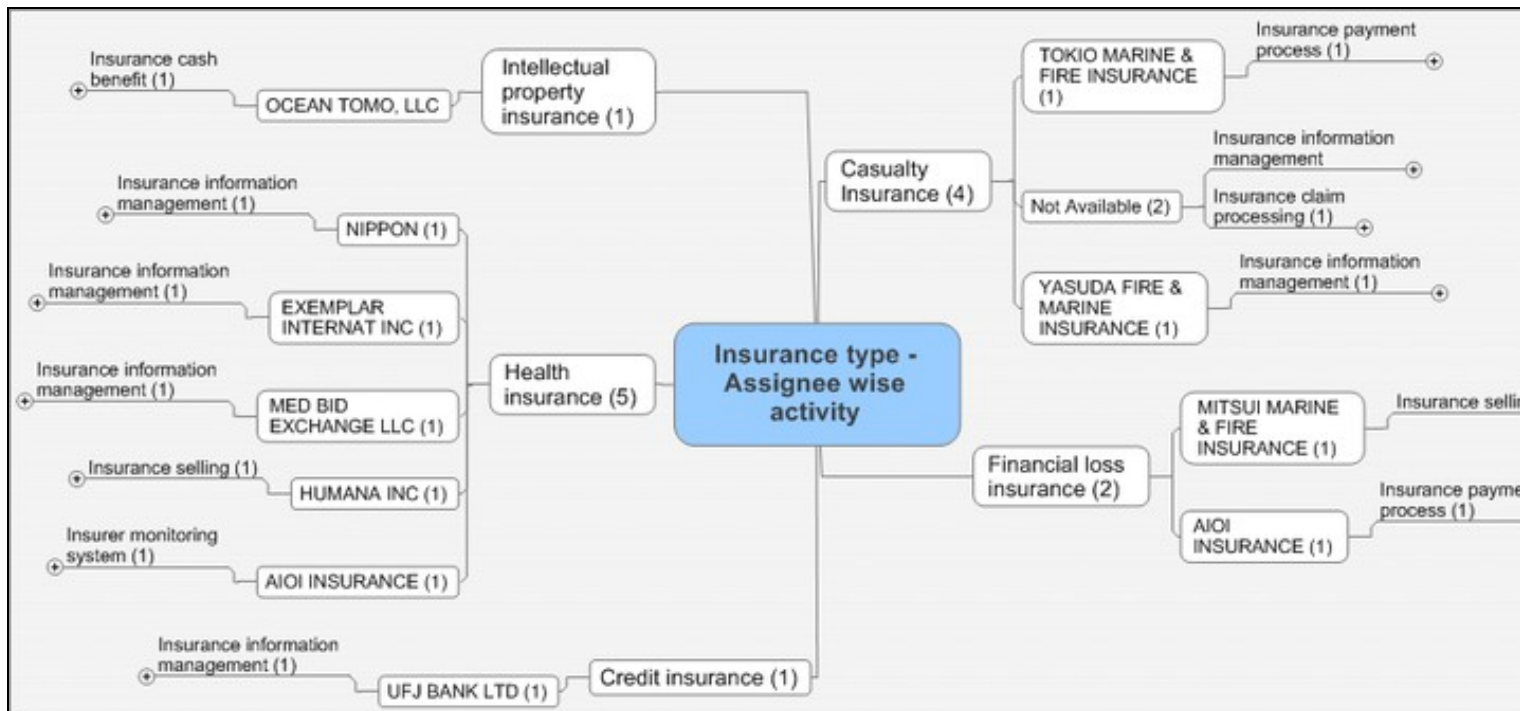 Insurance cash
benefit (1)
OCEAN TOMO, LLC
Intellectual
property
insurance (1)
Insurance information
management (1)
NIPPON (1)
Insurance information
management (1)
EXEMPLAR
INTERNAT INC (1)
Insurance information
management (1)
MED BID
EXCHANGE LLC (1)
Insurance selling (1)
HUMANA INC (1)
Insurer monitoring
system (1)
AIOI INSURANCE (1)
Health
insurance (5)
Insurance information
management (1)
UFJ BANK LTD (1)
Credit insurance (1)
Insurance type -
Assignee wise
activity
Casualty
Insurance (4)
TOKIO MARINE &
FIRE INSURANCE
(1)
Insurance payment
process (1)
Not Available (2)
Insurance information
management
Insurance claim
processing (1)
YASUDA FIRE &
MARINE
INSURANCE (1)
Insurance information
management (1)
Financial loss
insurance (2)
MITSUI MARINE
& FIRE
INSURANCE (1)
Insurance
AIOI
INSURANCE (1)
Insurance
process (1)